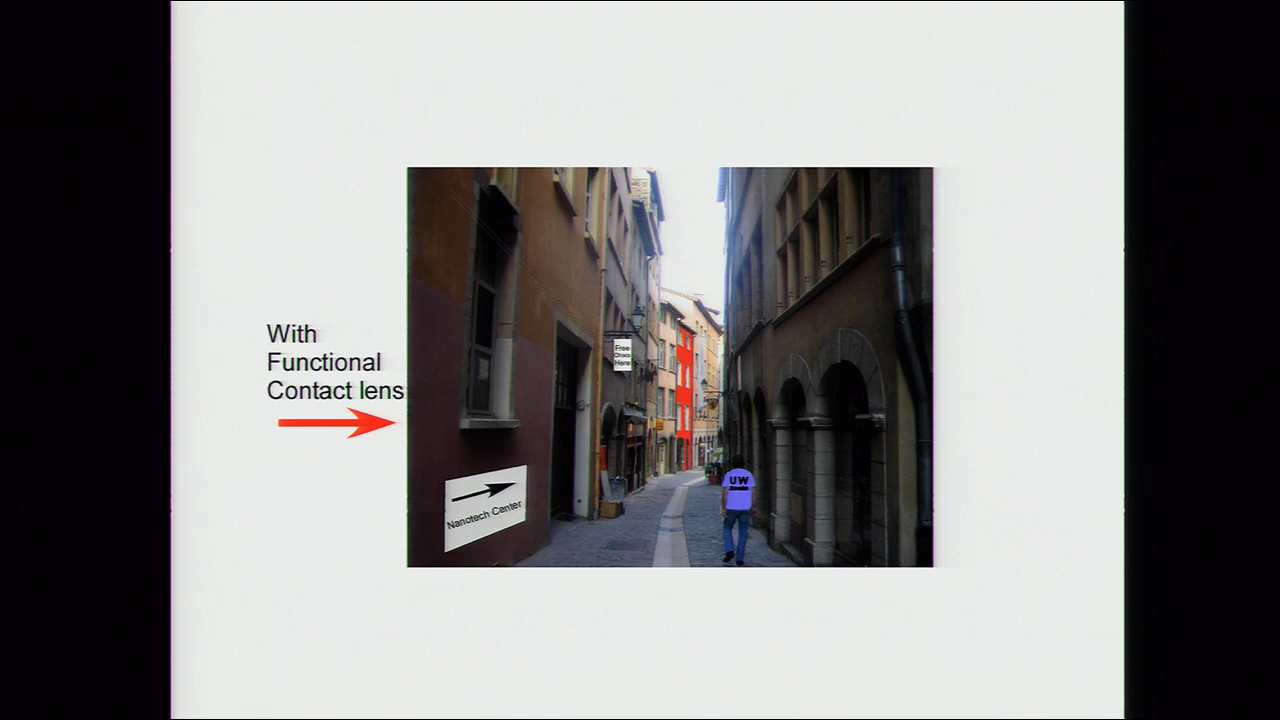 With
Functional
Contact lens
Free
Choco
Here
UW
Nanotech Center